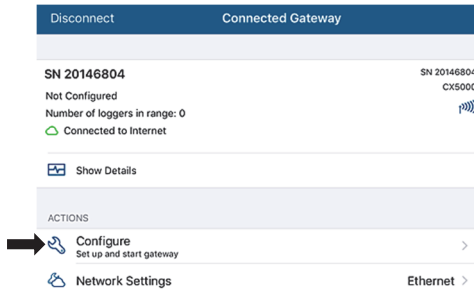 Disconnect Connected Gateway
SN 20146804 SN 20146804
Not Configured CX5000
Number of loggers in range: 0
Connected to Internet
Show Details
ACTIONS
Configure
Set up and start gateway
Network Settings Ethernet